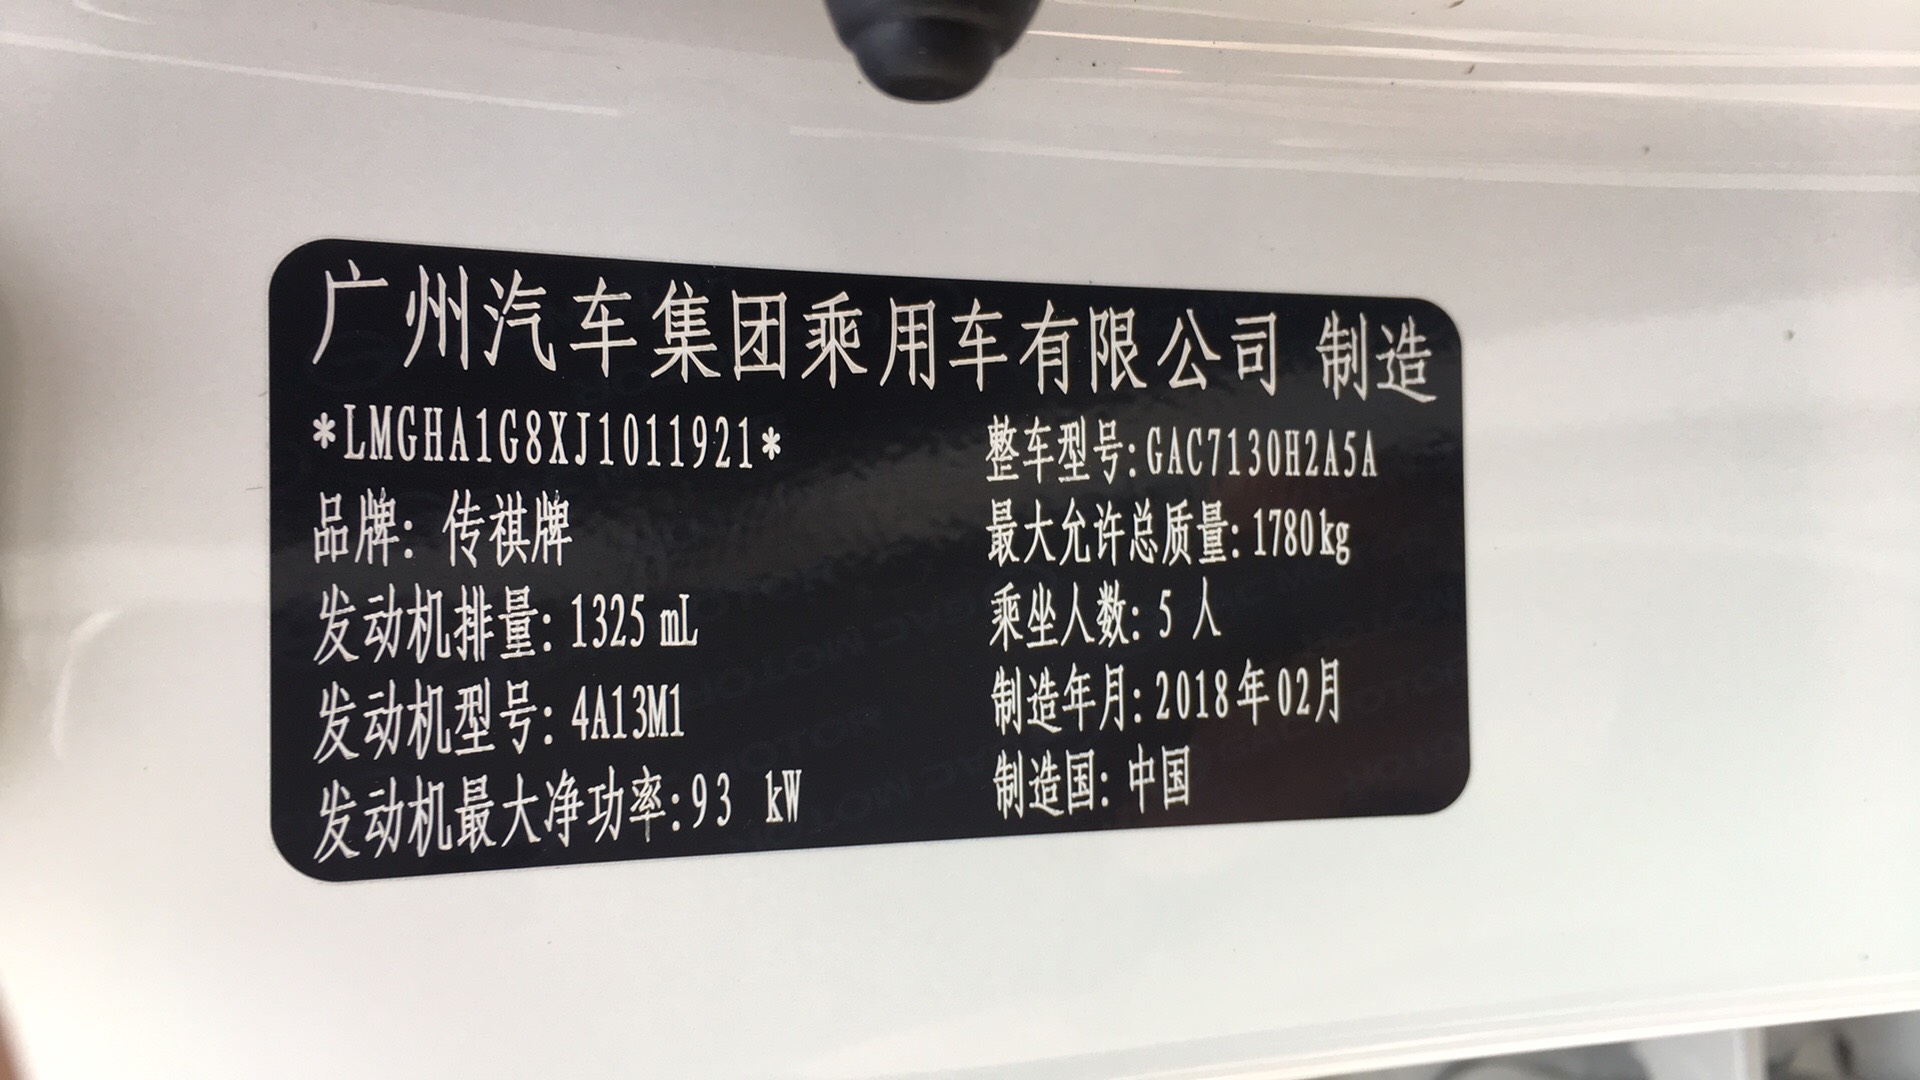 广州汽车集团乘用车有限公司 制造
*LMGHA1G8XJ1011921*
整车型号:GAC7130H2A5A
品牌: 传祺牌
最大允许总质量:1780kg
发动机排量: 1325 mL
乘坐人数: 5 人
发动机型号: 4A13M1
制造年月: 2018年02月
发动机最大净功率:93 kW
制造国: 中国